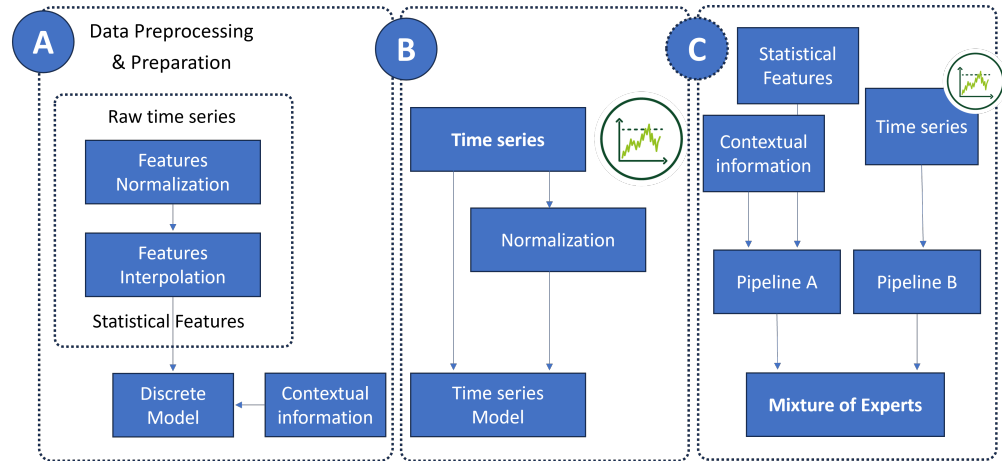 A
Data Preprocessing
& Preparation
Raw time series
Features
Normalization
Features
Interpolation
Statistical Features
Discrete
Model
Contextual
information
B
Time series
Normalization
Time series
Model
C
Statistical
Features
Contextual
information
Time series
Pipeline A
Pipeline B
Mixture of Experts